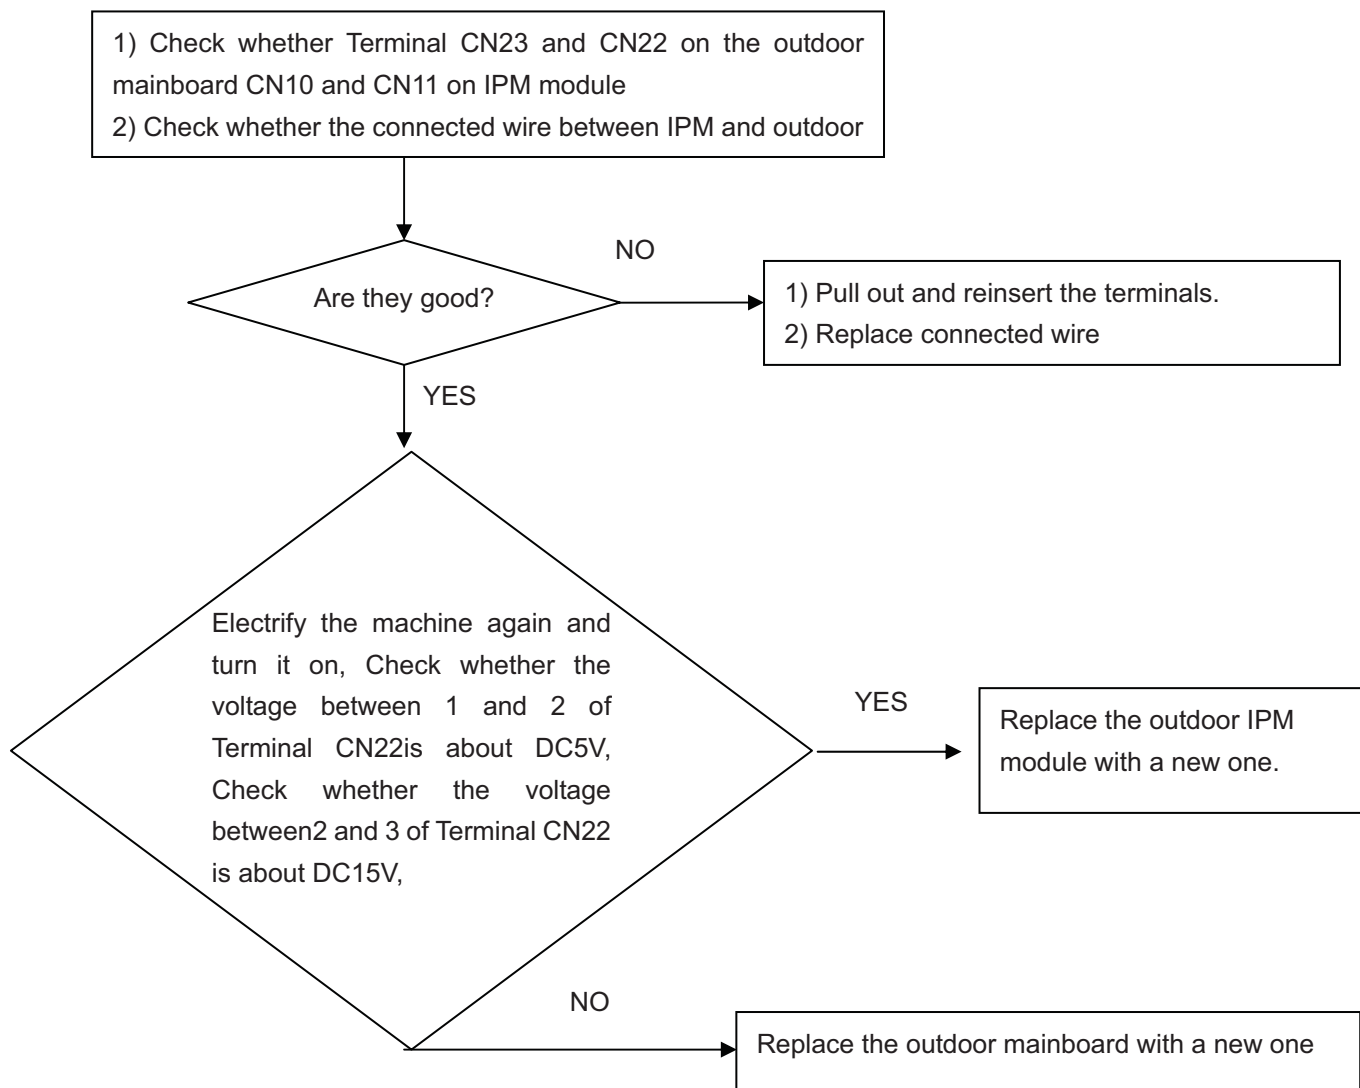 1) Check whether Terminal CN23 and CN22 on the outdoor
mainboard CN10 and CN11 on IPM module
2) Check whether the connected wire between IPM and outdoor
Are they good?
NO
1) Pull out and reinsert the terminals.
2) Replace connected wire
YES
Electrify the machine again and
turn it on, Check whether the
voltage between 1 and 2 of
Terminal CN22is about DC5V,
Check whether the voltage
between2 and 3 of Terminal CN22
is about DC15V,
YES
Replace the outdoor IPM
module with a new one.
NO
Replace the outdoor mainboard with a new one